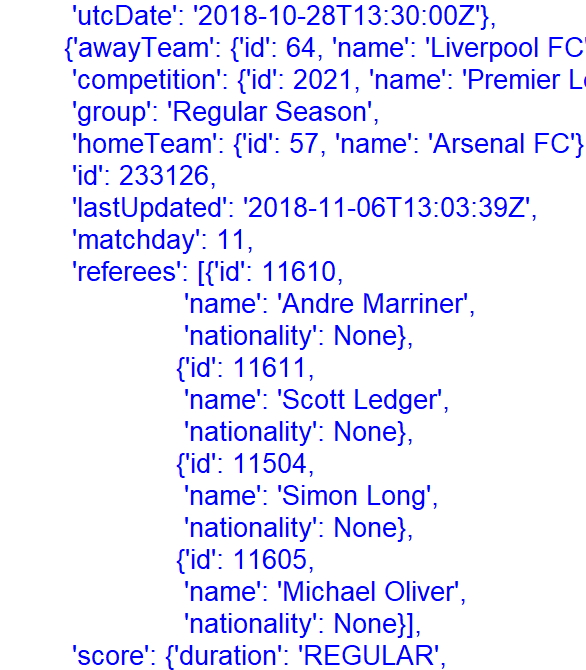 'utcDate': '2018-10-28T13:30:00Z'},
{'awayTeam': {'id': 64, 'name': 'Liverpool FC'
'competition': {'id': 2021, 'name': 'Premier L
'group': 'Regular Season',
'homeTeam': {'id': 57, 'name': 'Arsenal FC'}
'id': 233126,
'lastUpdated': '2018-11-06T13:03:39Z',
'matchday': 11,
'referees': [{'id': 11610,
'name': 'Andre Marriner',
'nationality': None},
{'id': 11611,
'name': 'Scott Ledger',
'nationality': None},
{'id': 11504,
'name': 'Simon Long',
'nationality': None},
{'id': 11605,
'name': 'Michael Oliver',
'nationality': None}],
'score': {'duration': 'REGULAR',